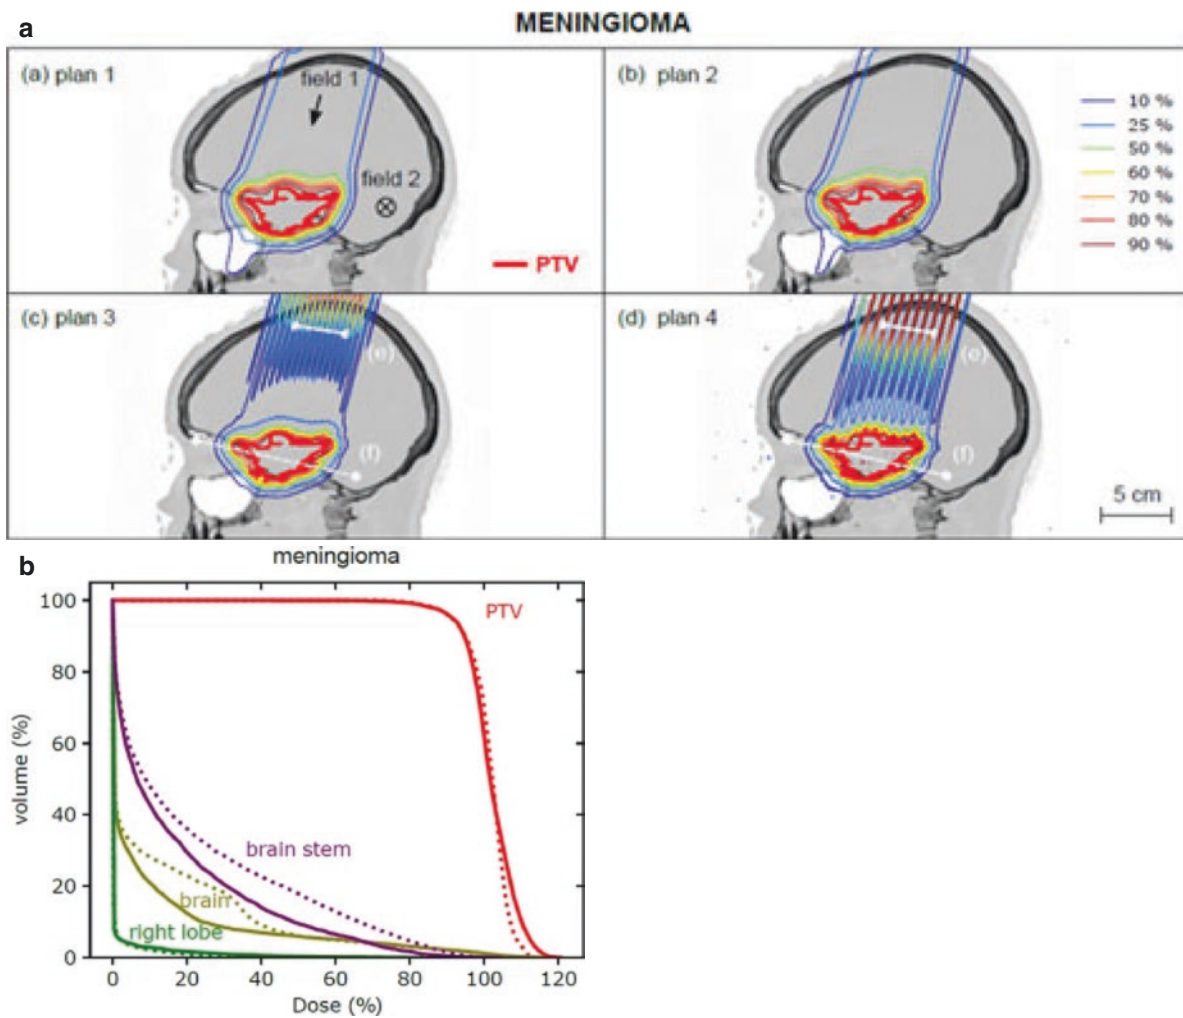 a
MENINGIOMA
(a) plan 1
field 1
field 2
PTV
(b) plan 2
10 %
25 %
50 %
60 %
70 %
80 %
90 %
(c) plan 3
(e)
(f)
(d) plan 4
(e)
(f)
5 cm
b
meningioma
100
80
60
40
20
0
volume (%)
PTV
brain stem
brain
right lobe
0 20 40 60 80 100 120
Dose (%)